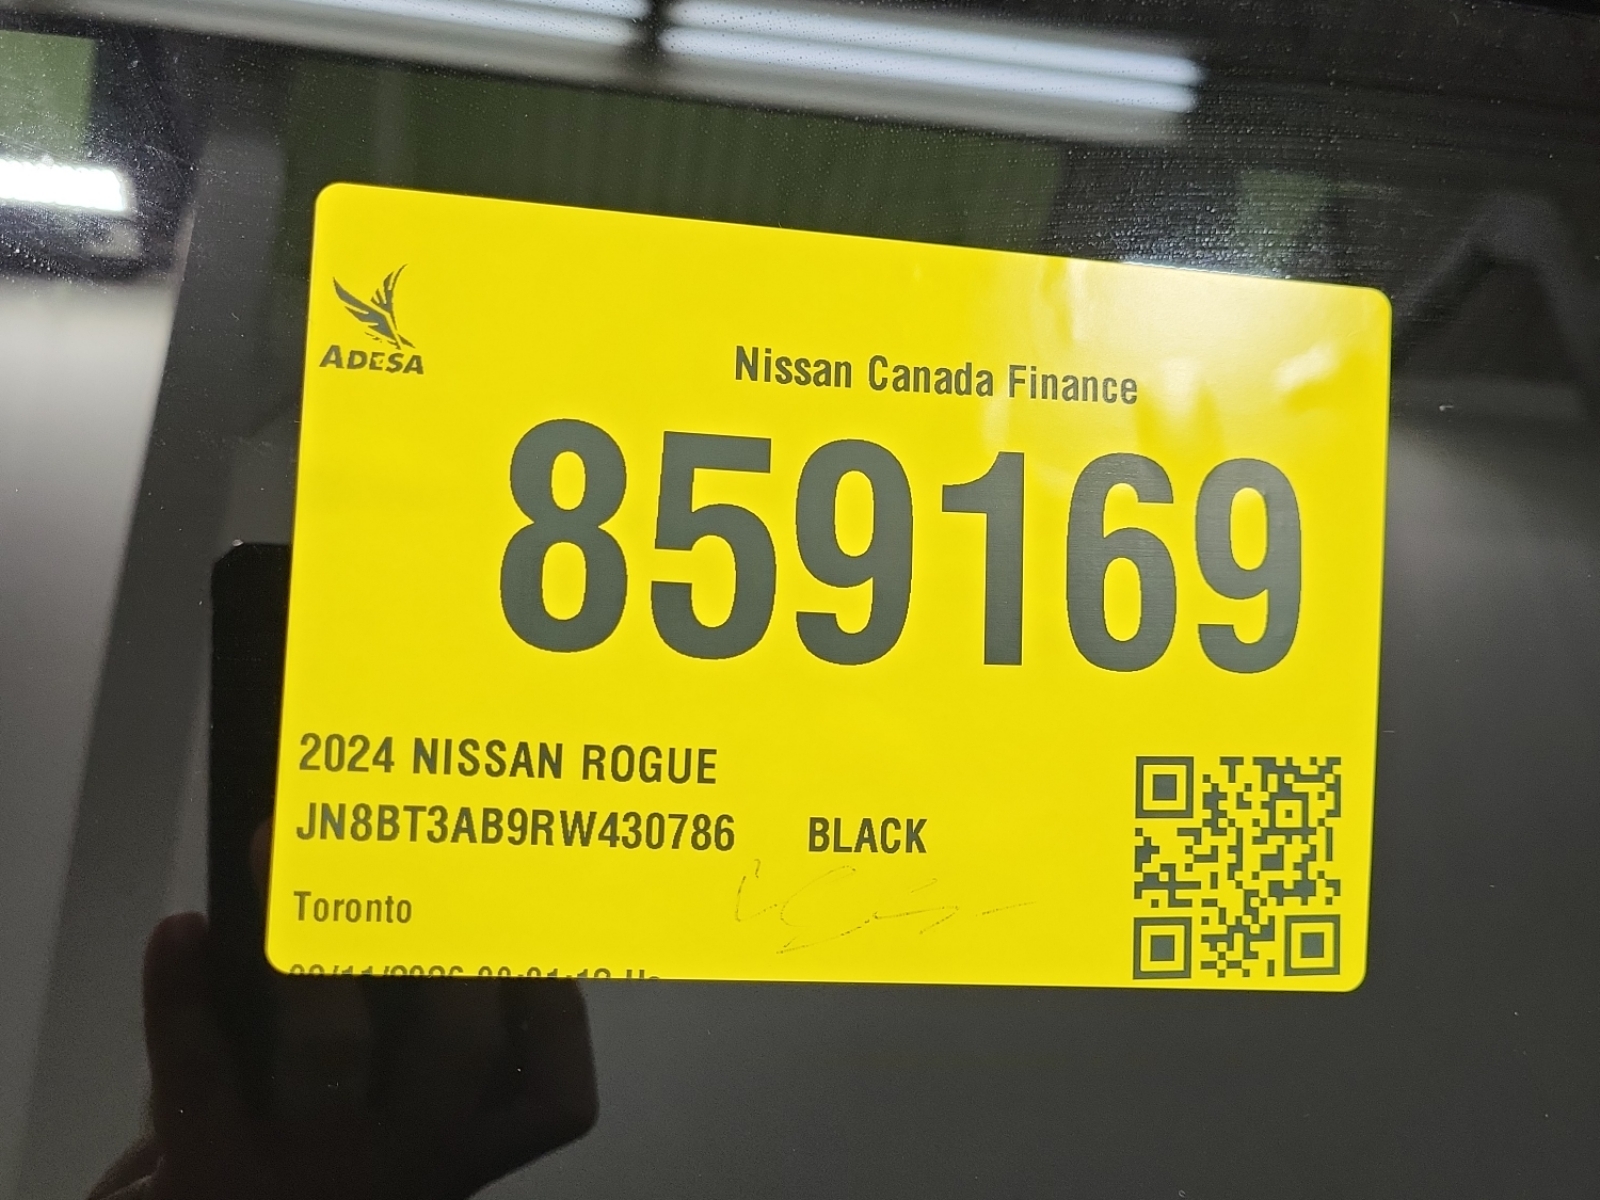 ADESA
Nissan Canada Finance
859169
2024 NISSAN ROGUE
JN8BT3AB9RW430786 BLACK
Toronto